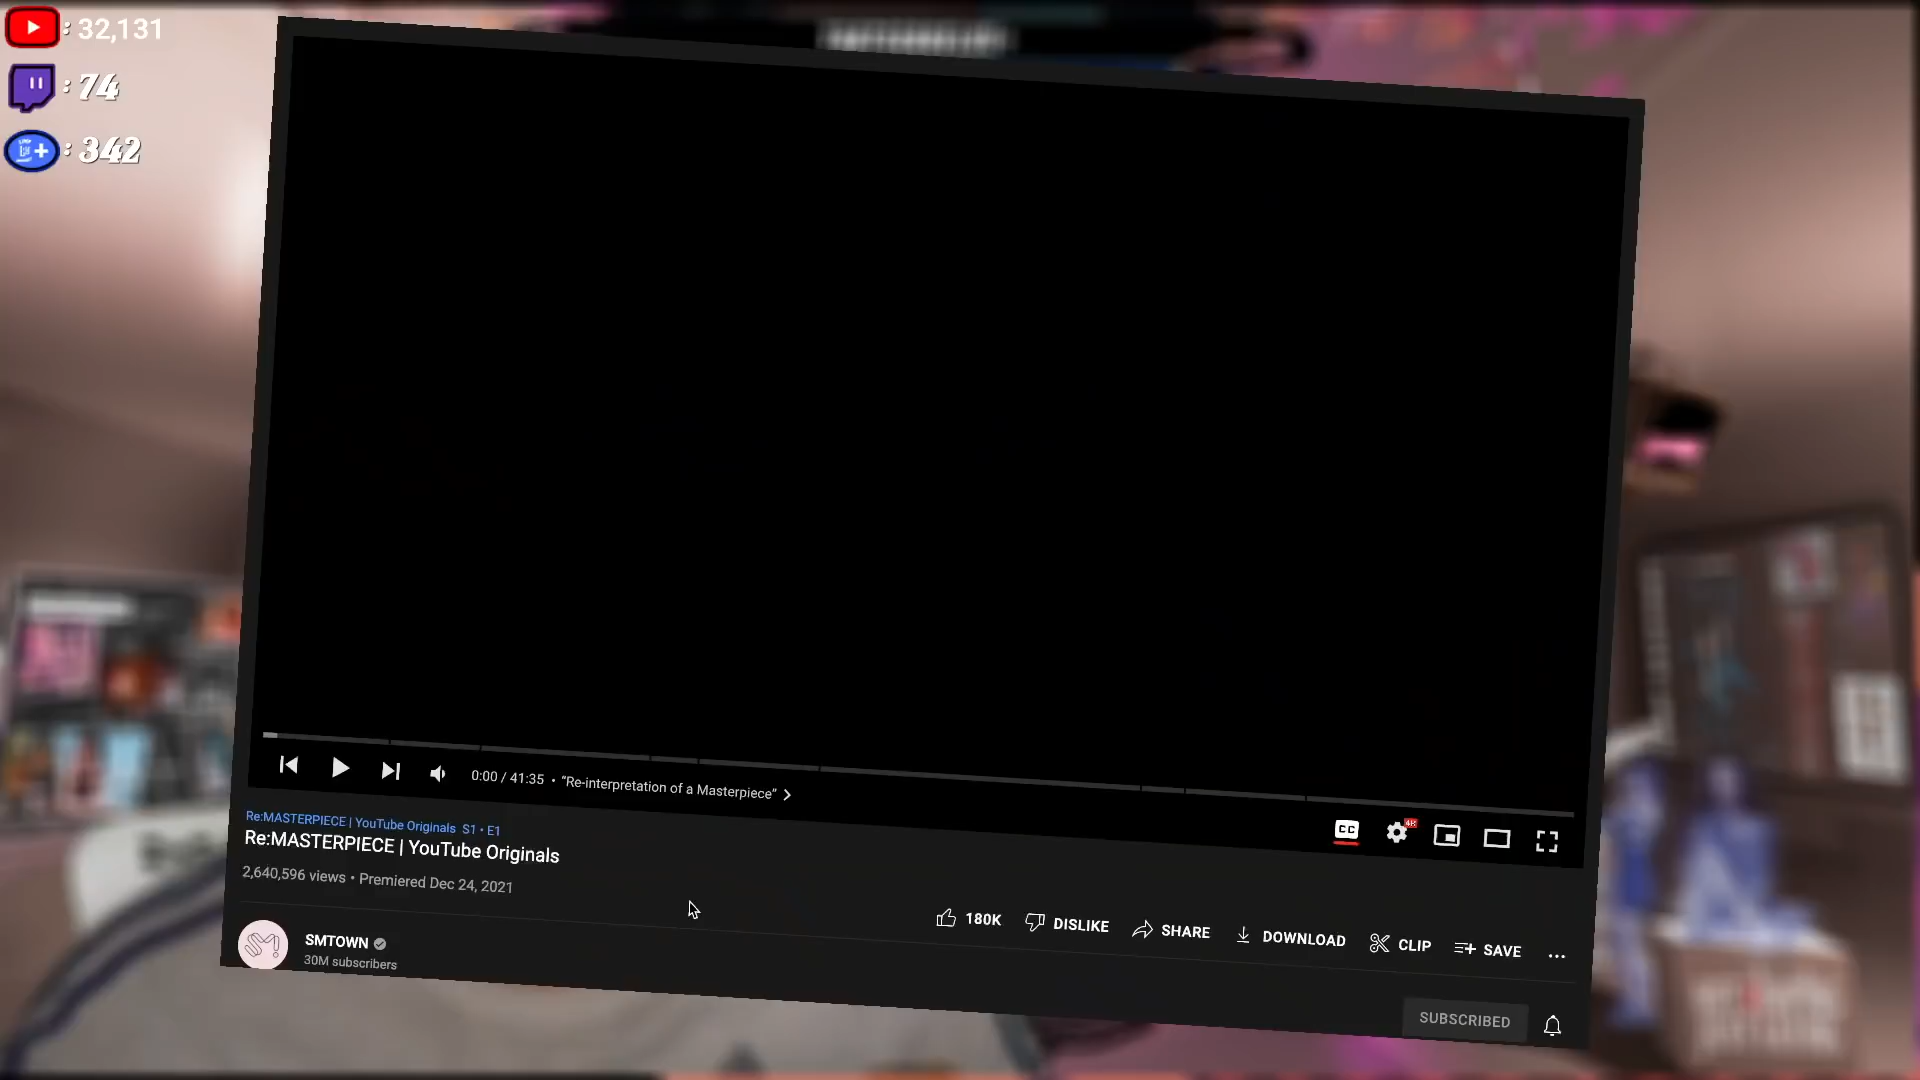 : 32,131
: 74
: 342
0:00 / 41:35 • “Re-interpretation of a Masterpiece”
CC
4K
Re:MASTERPIECE | YouTube Originals S1 • E1
Re:MASTERPIECE | YouTube Originals
2,640,596 views • Premiered Dec 24, 2021
180K DISLIKE SHARE DOWNLOAD CLIP SAVE
SMTOWN
30M subscribers
SUBSCRIBED